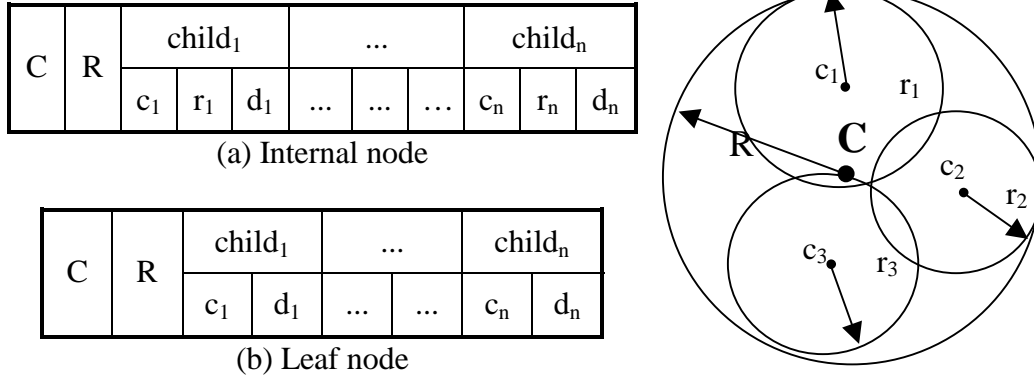 C R child₁ ... childₙ
c₁ r₁ d₁ ... ... ... cₙ rₙ dₙ
(a) Internal node
C R child₁ ... childₙ
c₁ d₁ ... ... cₙ dₙ
(b) Leaf node
c₁ r₁
R C
c₂ r₂
c₃ r₃